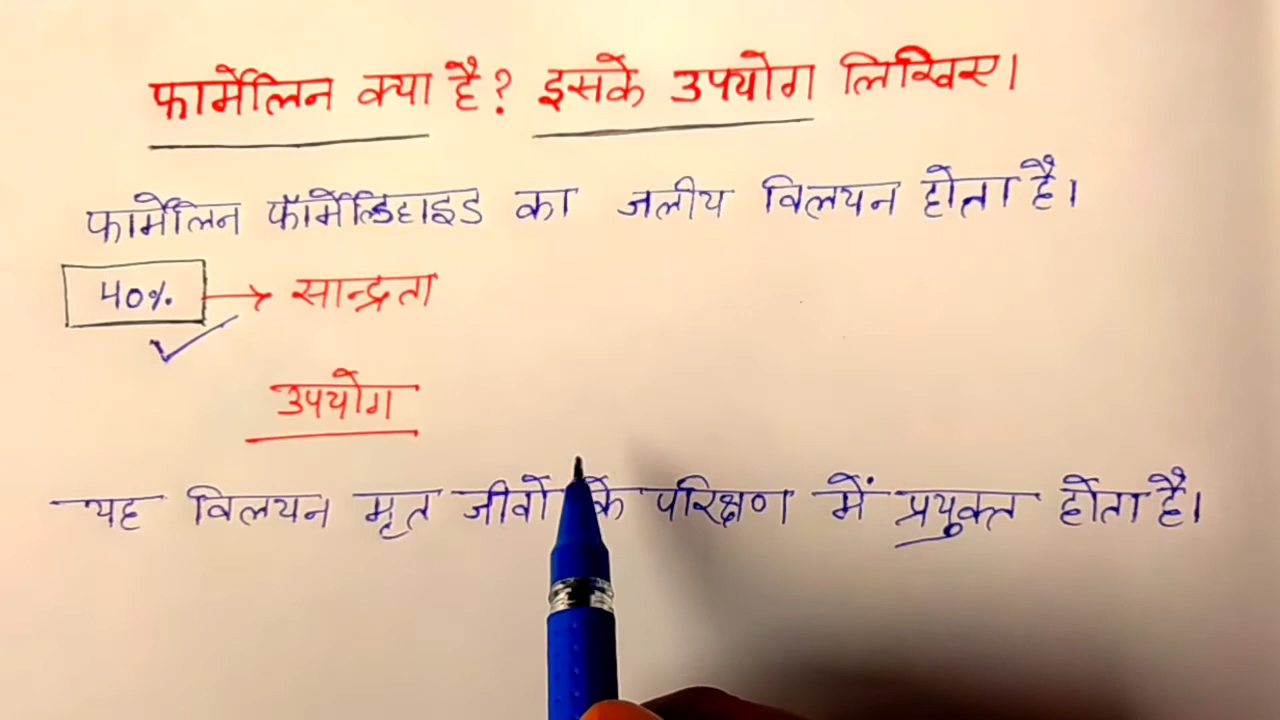 फार्मेलिन क्या है? इसके उपयोग लिखिए।
फार्मेलिन फॉर्मेल्डिहाइड का जलीय विलयन होता है।
40% → सान्द्रता
उपयोग
यह विलयन मृत जीवो के परिक्षण में प्रयुक्त होता है।